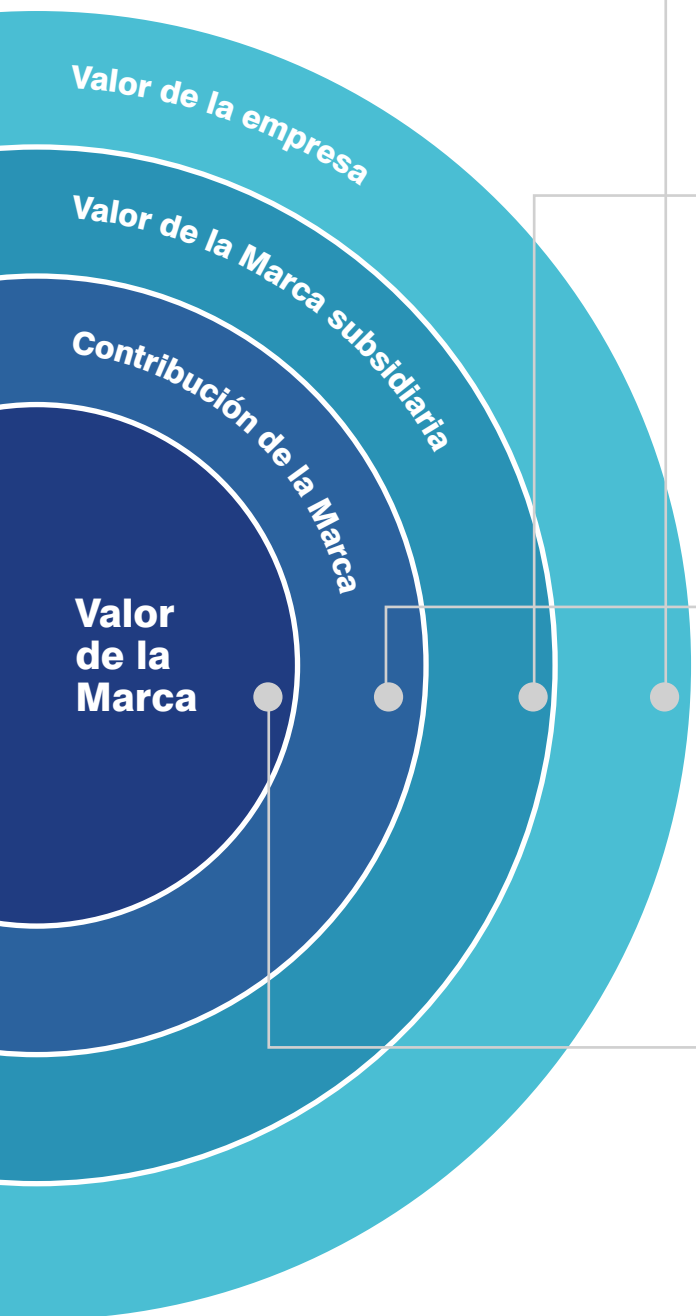 Valor de la empresa
Valor de la Marca subsidiaria
Contribución de la Marca
Valor
de la
Marca